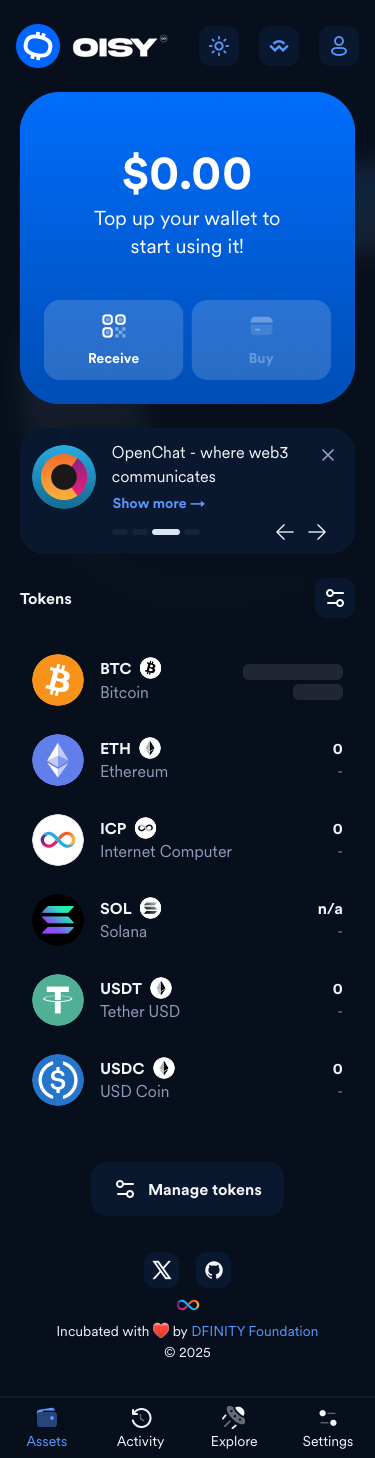 OISY
$0.00
Top up your wallet to
start using it!
Receive
Buy
OpenChat - where web3
communicates
Show more →
Tokens
BTC
Bitcoin
ETH
0
Ethereum
-
ICP
0
Internet Computer
-
SOL
n/a
Solana
-
USDT
0
Tether USD
-
USDC
0
USD Coin
-
Manage tokens
Incubated with ❤️ by DFINITY Foundation
© 2025
Assets
Activity
Explore
Settings